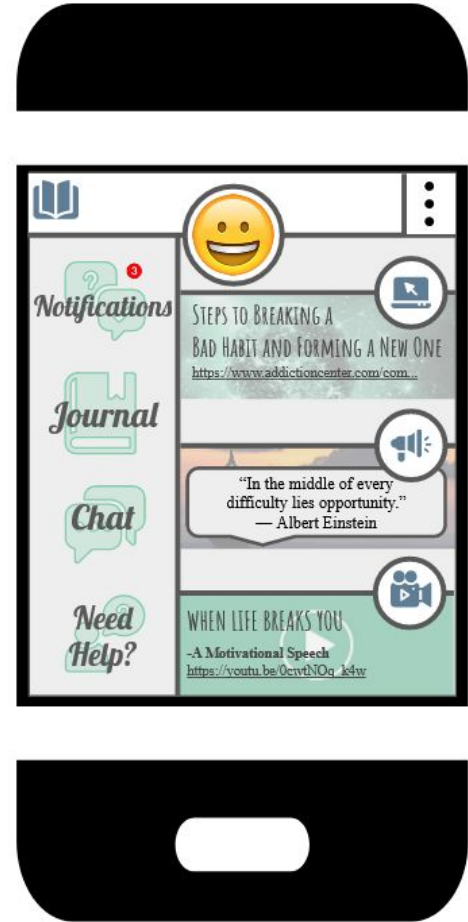 3
Notifications
Journal
Chat
Need
Help?
STEPS TO BREAKING A
BAD HABIT AND FORMING A NEW ONE
https://www.addictioncenter.com/com...
“In the middle of every
difficulty lies opportunity.”
— Albert Einstein
WHEN LIFE BREAKS YOU
-A Motivational Speech
https://youtu.be/0cwtNOq_k4w